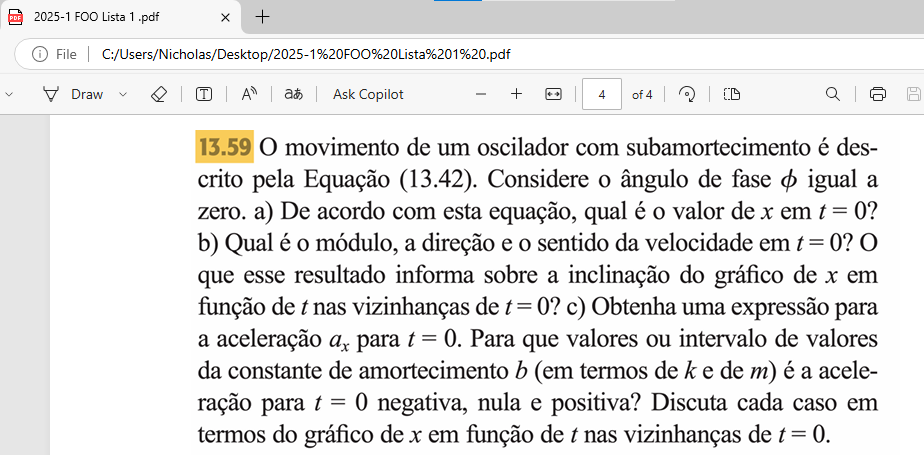 2025-1 FOO Lista 1 .pdf
File C:/Users/Nicholas/Desktop/2025-1%20FOO%20Lista%201%20.pdf
Draw Ask Copilot 4 of 4
13.59 O movimento de um oscilador com subamortecimento é des-
crito pela Equação (13.42). Considere o ângulo de fase ϕ igual a
zero. a) De acordo com esta equação, qual é o valor de x em t = 0?
b) Qual é o módulo, a direção e o sentido da velocidade em t = 0? O
que esse resultado informa sobre a inclinação do gráfico de x em
função de t nas vizinhanças de t = 0? c) Obtenha uma expressão para
a aceleração aₓ para t = 0. Para que valores ou intervalo de valores
da constante de amortecimento b (em termos de k e de m) é a acele-
ração para t = 0 negativa, nula e positiva? Discuta cada caso em
termos do gráfico de x em função de t nas vizinhanças de t = 0.